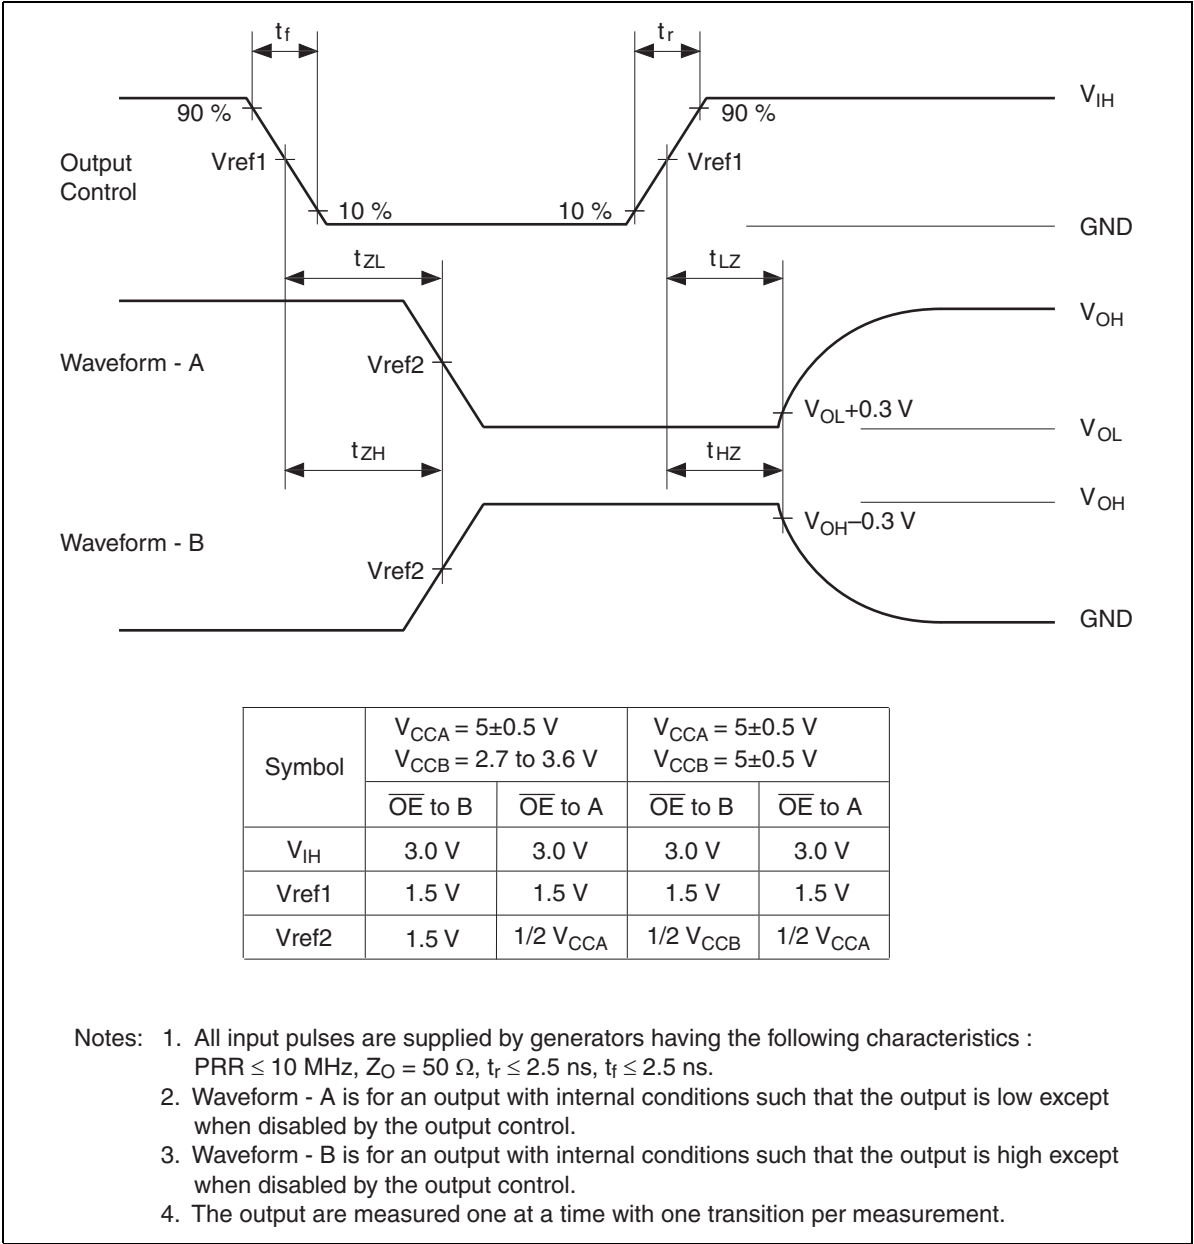 tf tr
VIH
90 % 90 %
Output Control Vref1 Vref1
10 % 10 %
GND
tZL tLZ
VOH
Waveform - A Vref2
VOL+0.3 V
VOL
tZH tHZ
VOH
VOH–0.3 V
Waveform - B
Vref2
GND
Symbol VCCA = 5±0.5 V VCCA = 5±0.5 V
VCCB = 2.7 to 3.6 V VCCB = 5±0.5 V
O̅E̅ to B O̅E̅ to A O̅E̅ to B O̅E̅ to A
VIH 3.0 V 3.0 V 3.0 V 3.0 V
Vref1 1.5 V 1.5 V 1.5 V 1.5 V
Vref2 1.5 V 1/2 VCCA 1/2 VCCB 1/2 VCCA
Notes: 1. All input pulses are supplied by generators having the following characteristics :
PRR ≤ 10 MHz, ZO = 50 Ω, tr ≤ 2.5 ns, tf ≤ 2.5 ns.
2. Waveform - A is for an output with internal conditions such that the output is low except
when disabled by the output control.
3. Waveform - B is for an output with internal conditions such that the output is high except
when disabled by the output control.
4. The output are measured one at a time with one transition per measurement.